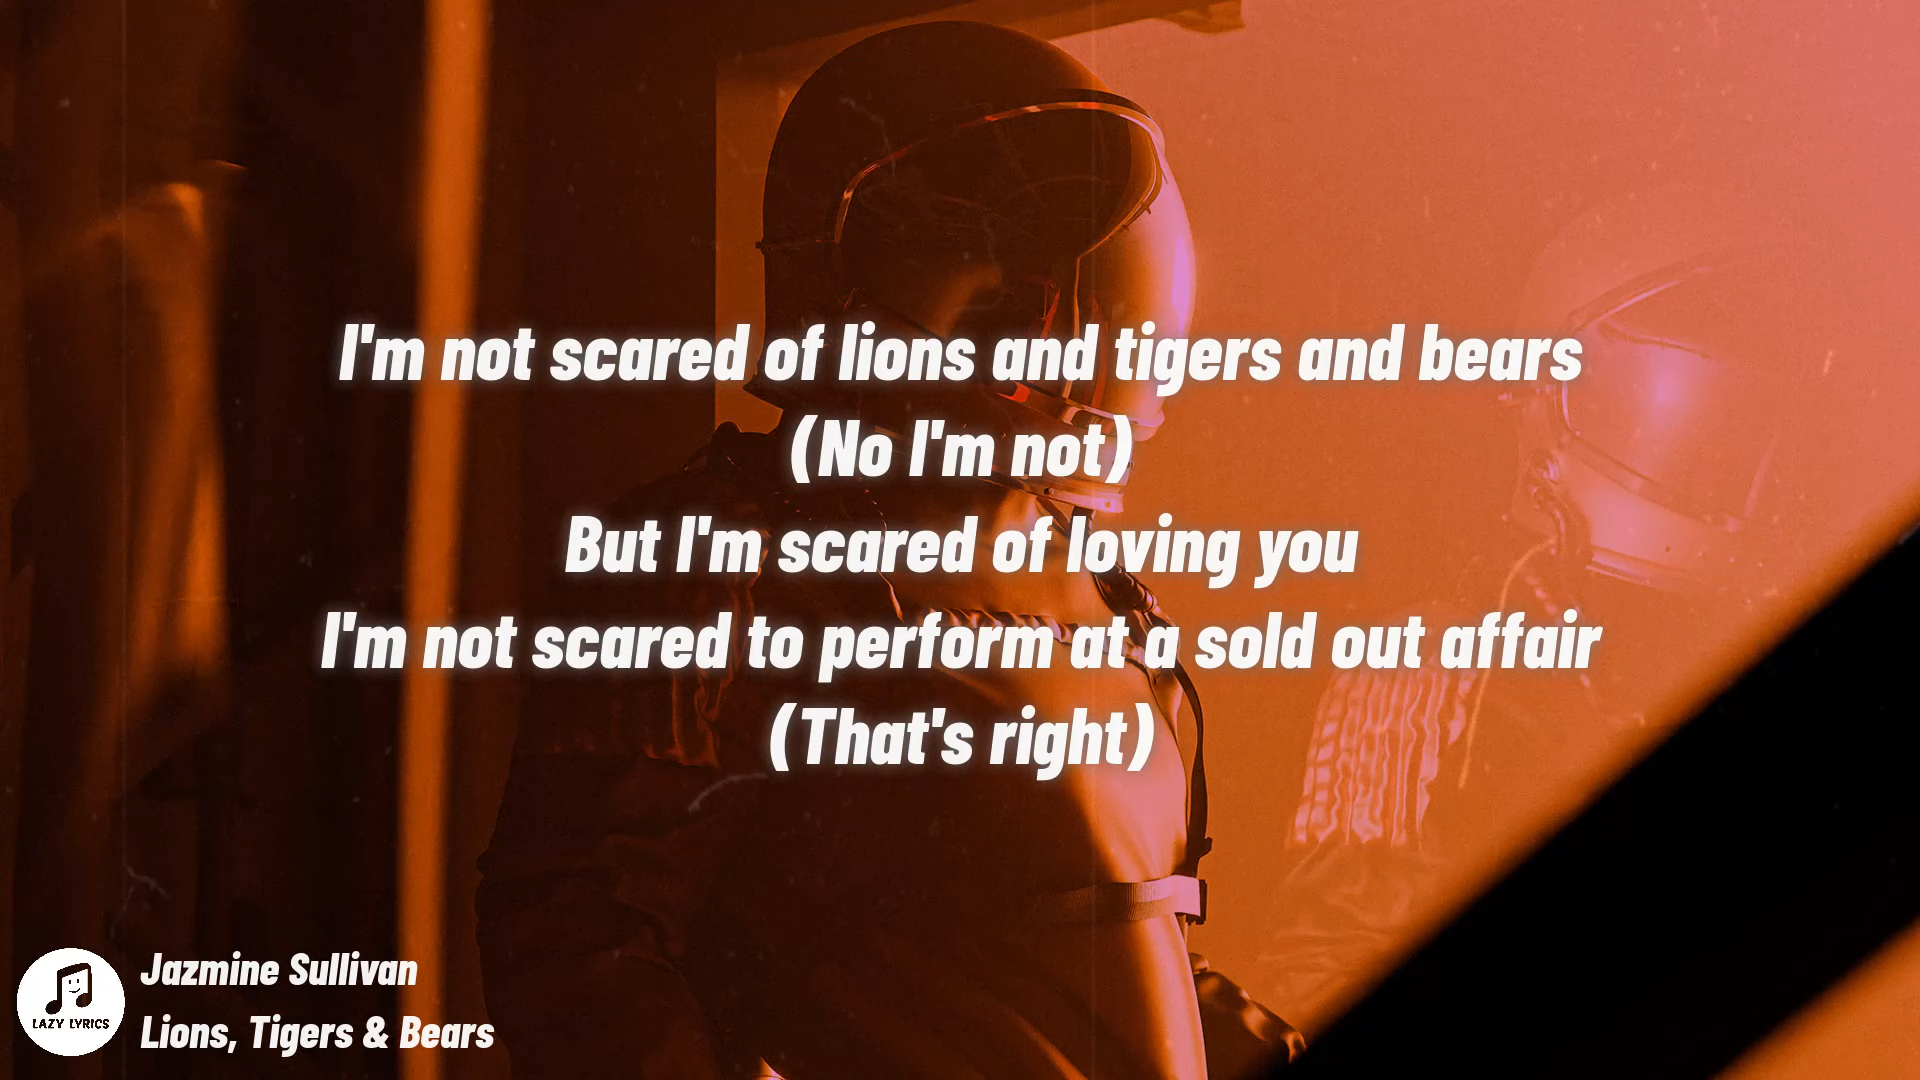 I'm not scared of lions and tigers and bears
(No I'm not)
But I'm scared of loving you
I'm not scared to perform at a sold out affair
(That's right)
LAZY LYRICS
Jazmine Sullivan
Lions, Tigers & Bears